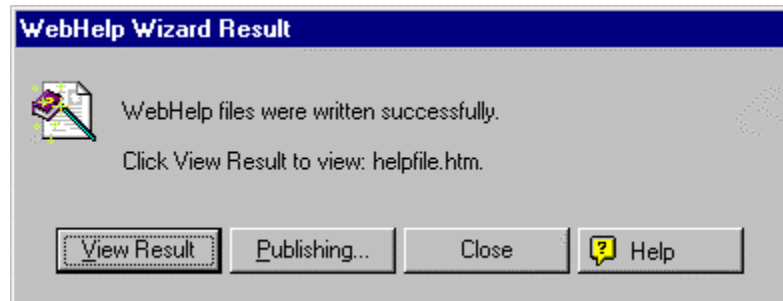 WebHelp Wizard Result
WebHelp files were written successfully.
Click View Result to view: helpfile.htm.
View Result Publishing... Close ? Help